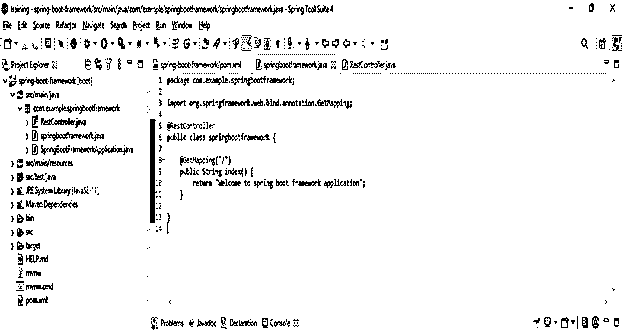 training - spring-boot-framework/src/main/java/com/example/springbootframework/springbootframework.java - Spring Tool Suite 4
File Edit Source Refactor Navigate Search Project Run Window Help
Project Explorer
spring-boot-framework/pom.xml
springbootframework.java
RestController.java
spring-boot-framework [boot]
src/main/java
com.example.springbootframework
RestController.java
springbootframework.java
SpringBootFrameworkApplication.java
src/main/resources
src/test/java
JRE System Library
Maven Dependencies
bin
src
target
HELP.md
mvnw
mvnw.cmd
pom.xml
1 package com.example.springbootframework;
2
3 import org.springframework.web.bind.annotation.GetMapping;
4
5 @RestController
6 public class springbootframework {
7
8 @GetMapping("/")
9 public String index() {
10 return "Welcome to spring boot framework application";
11 }
12
13 }
14
Problems Javadoc Declaration Console